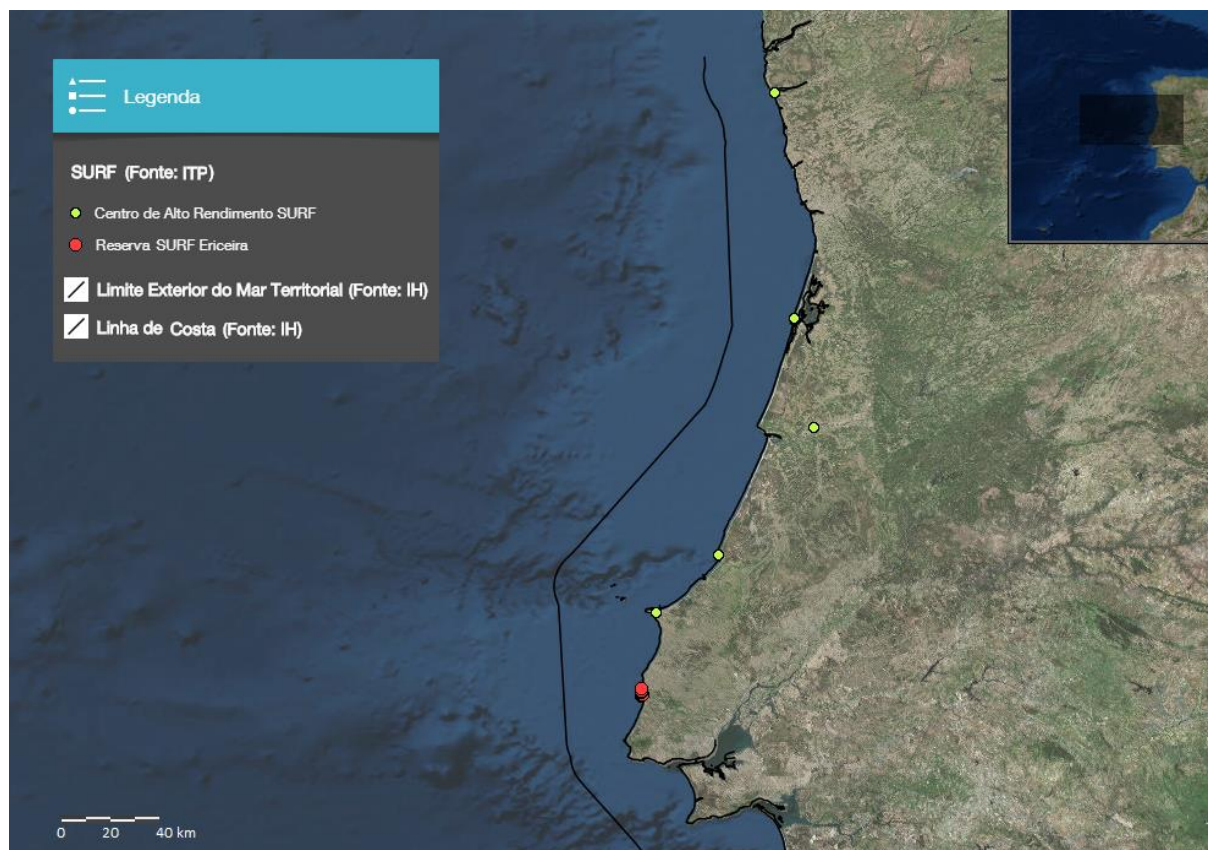 Legenda
SURF (Fonte: ITP)
Centro de Alto Rendimento SURF
Reserva SURF Ericeira
Limite Exterior do Mar Territorial (Fonte: IH)
Linha de Costa (Fonte: IH)
0 20 40 km